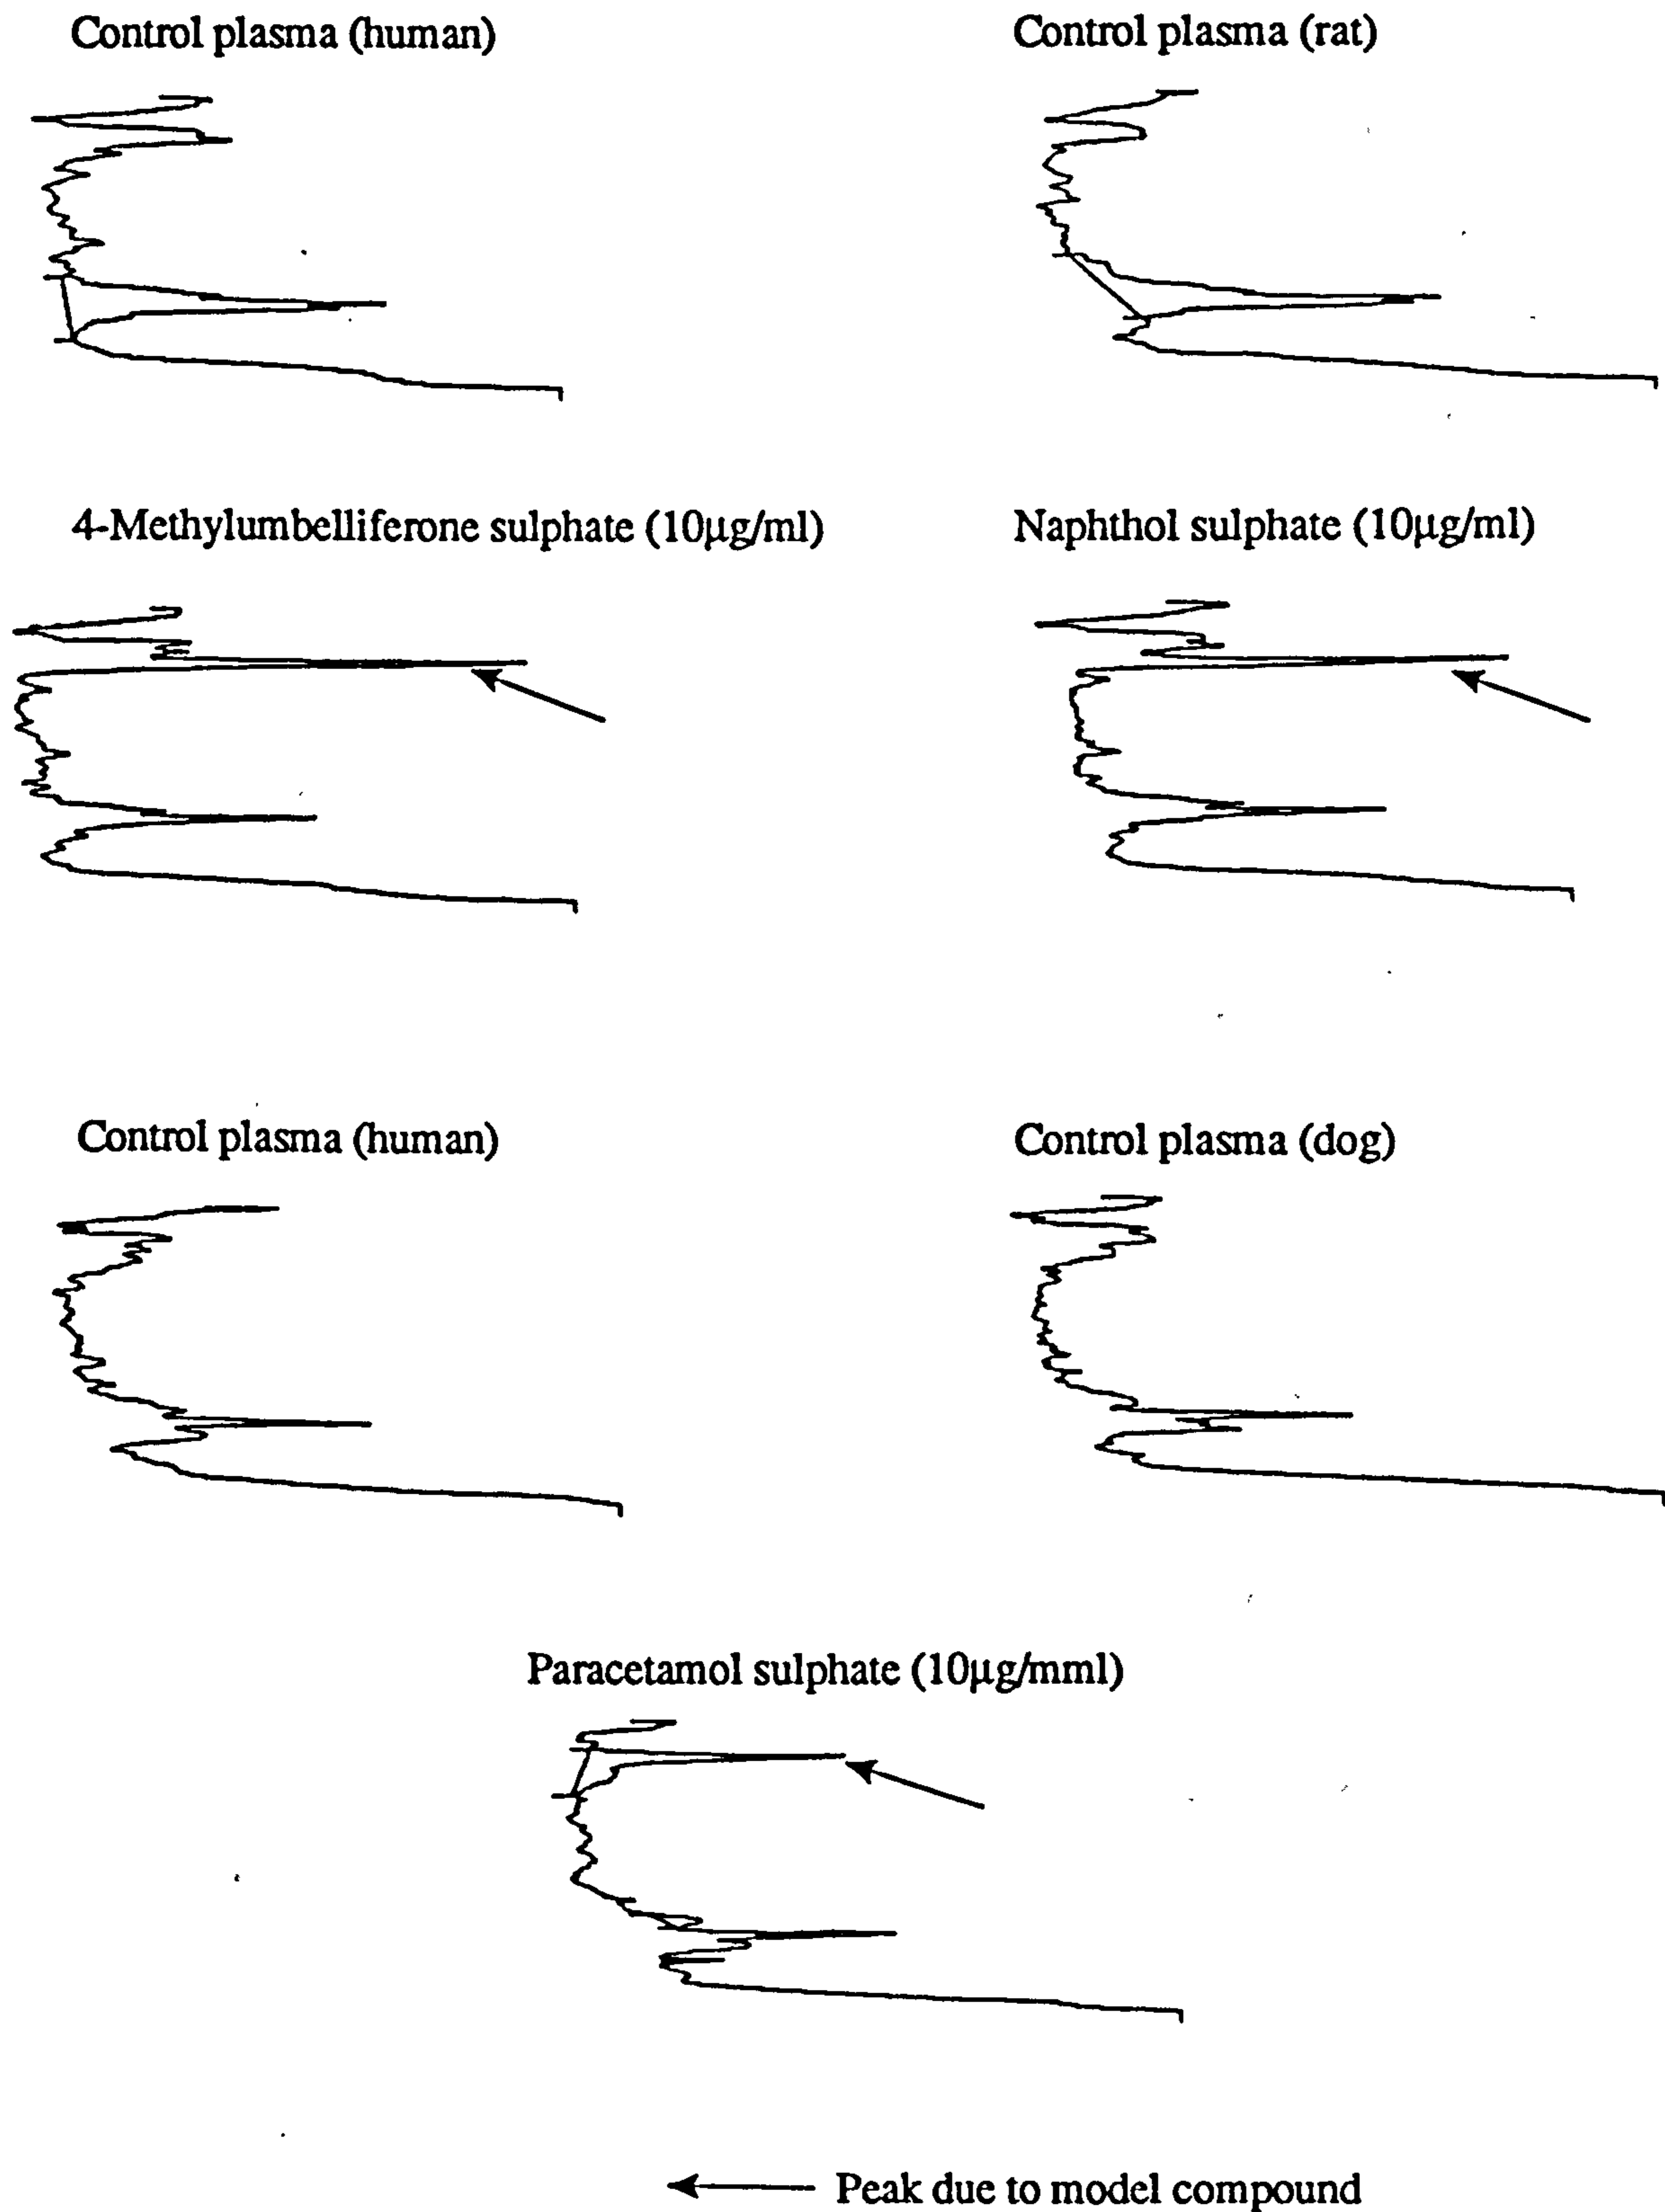 Control plasma (human)
Control plasma (rat)
4-Methylumbelliferone sulphate (10µg/ml)
Naphthol sulphate (10µg/ml)
Control plasma (human)
Control plasma (dog)
Paracetamol sulphate (10µg/mml)
Peak due to model compound